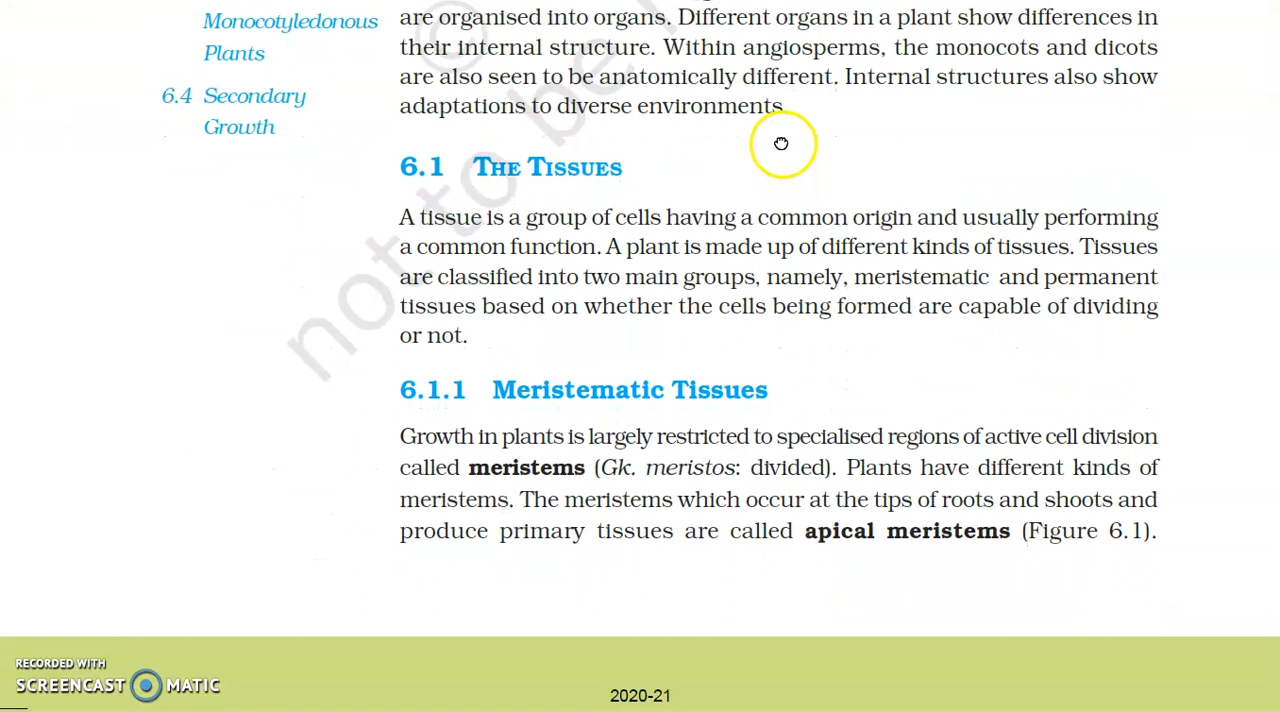 Monocotyledonous
Plants
6.4 Secondary
Growth
are organised into organs. Different organs in a plant show differences in
their internal structure. Within angiosperms, the monocots and dicots
are also seen to be anatomically different. Internal structures also show
adaptations to diverse environments.
6.1 THE TISSUES
A tissue is a group of cells having a common origin and usually performing
a common function. A plant is made up of different kinds of tissues. Tissues
are classified into two main groups, namely, meristematic and permanent
tissues based on whether the cells being formed are capable of dividing
or not.
6.1.1 Meristematic Tissues
Growth in plants is largely restricted to specialised regions of active cell division
called meristems (Gk. meristos: divided). Plants have different kinds of
meristems. The meristems which occur at the tips of roots and shoots and
produce primary tissues are called apical meristems (Figure 6.1).
© not to be
RECORDED WITH
SCREENCAST MATIC
2020-21